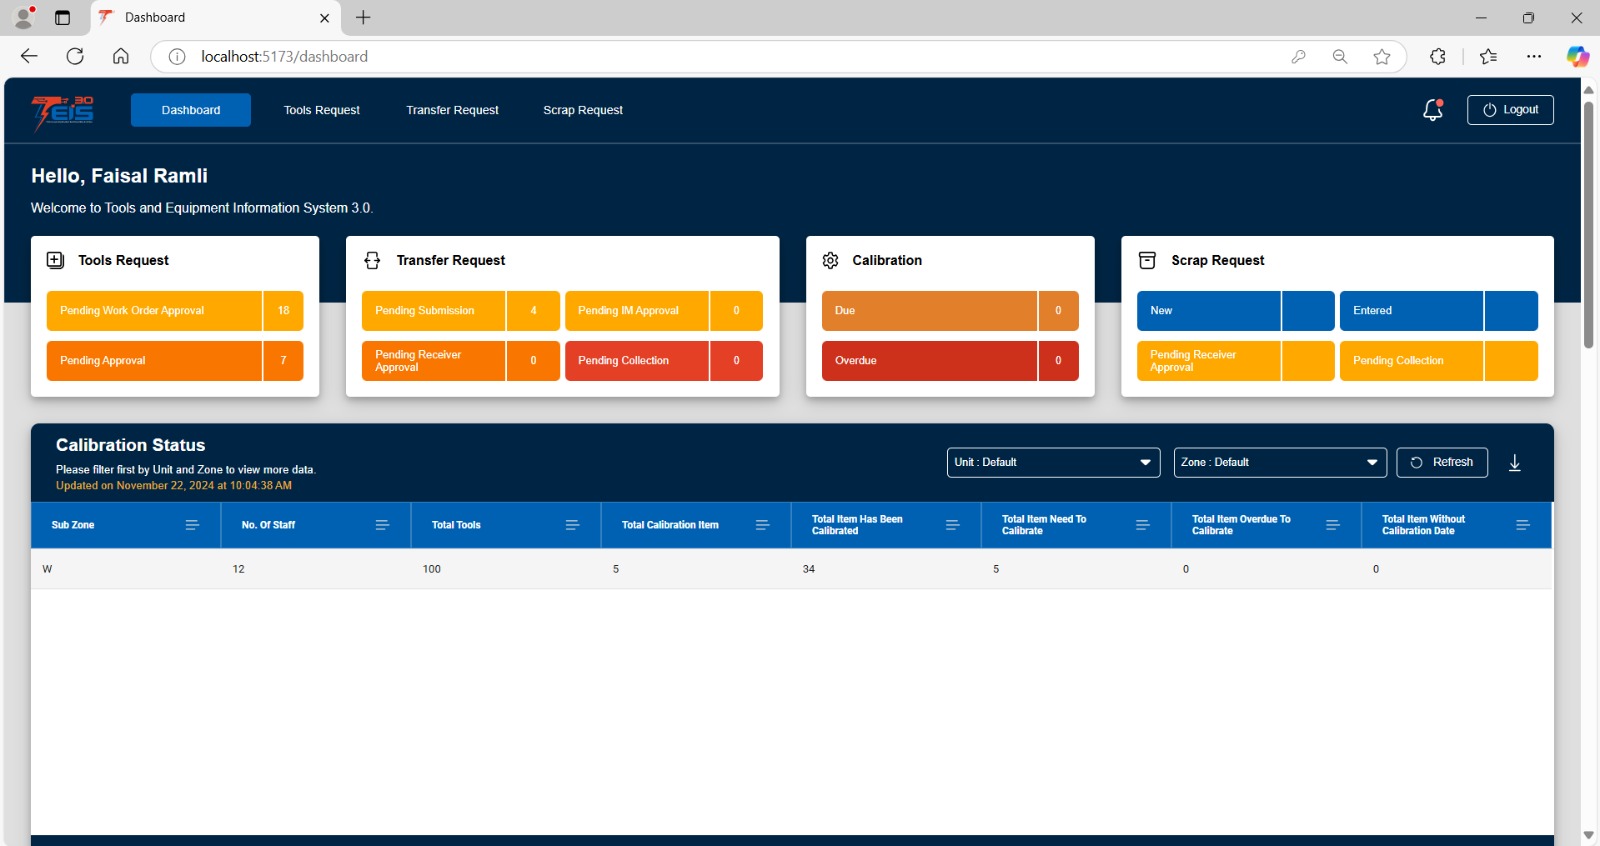 Dashboard
localhost:5173/dashboard
TEIS 3.0
Dashboard
Tools Request
Transfer Request
Scrap Request
Logout
Hello, Faisal Ramli
Welcome to Tools and Equipment Information System 3.0.
Tools Request
Pending Work Order Approval 18
Pending Approval 7
Transfer Request
Pending Submission 4
Pending IM Approval 0
Pending Receiver
Approval 0
Pending Collection 0
Calibration
Due 0
Overdue 0
Scrap Request
New
Entered
Pending Receiver
Approval
Pending Collection
Calibration Status
Please filter first by Unit and Zone to view more data.
Updated on November 22, 2024 at 10:04:38 AM
Unit : Default
Zone : Default
Refresh
Sub Zone
No. Of Staff
Total Tools
Total Calibration Item
Total Item Has Been
Calibrated
Total Item Need To
Calibrate
Total Item Overdue To
Calibrate
Total Item Without
Calibration Date
W 12 100 5 34 5 0 0